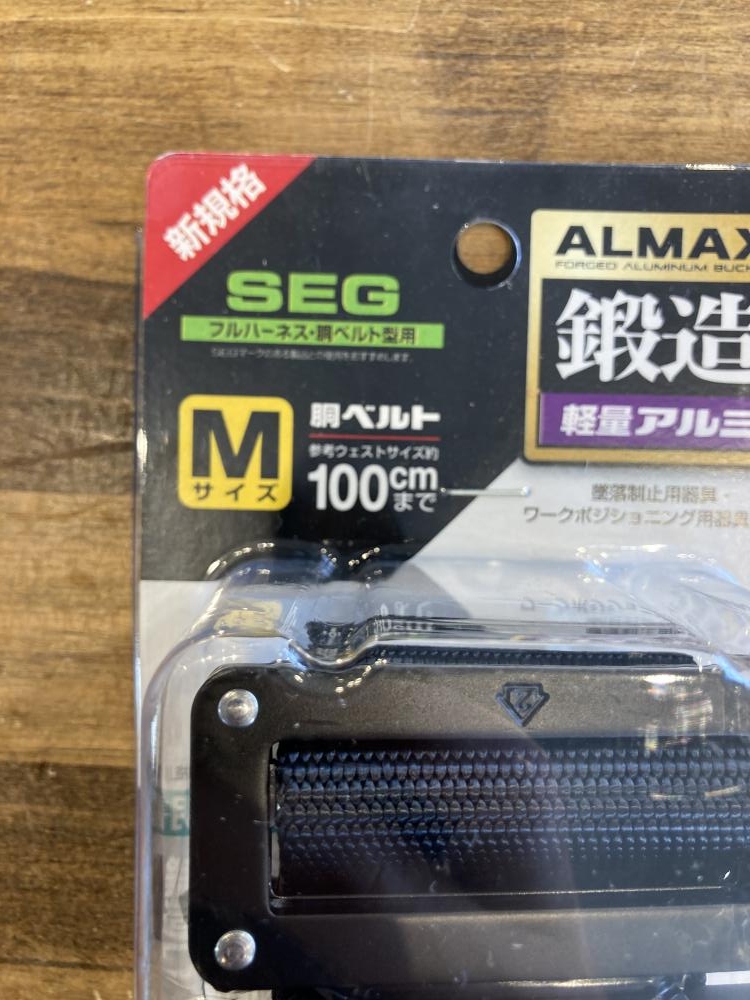 新規格
SEG
フルハーネス・胴ベルト型用
M
サイズ
胴ベルト
参考ウェストサイズ約
100cm
まで
ALMAX
FORGED ALUMINUM BUCK
鍛造
軽量アルミ
墜落制止用器具・
ワークポジショニング用器具